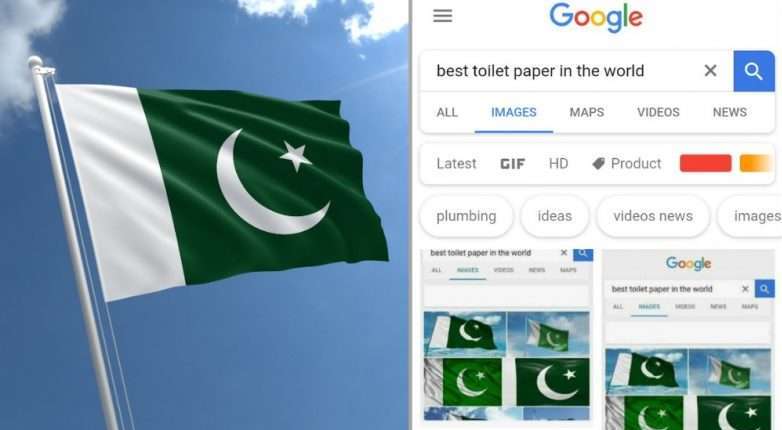 Google
best toilet paper in the world
ALL IMAGES MAPS VIDEOS NEWS
Latest GIF HD Product
plumbing ideas videos news images
best toilet paper in the world
ALL IMAGES VIDEOS NEWS MAPS
Google
best toilet paper in the world
ALL IMAGES VIDEOS NEWS MAPS